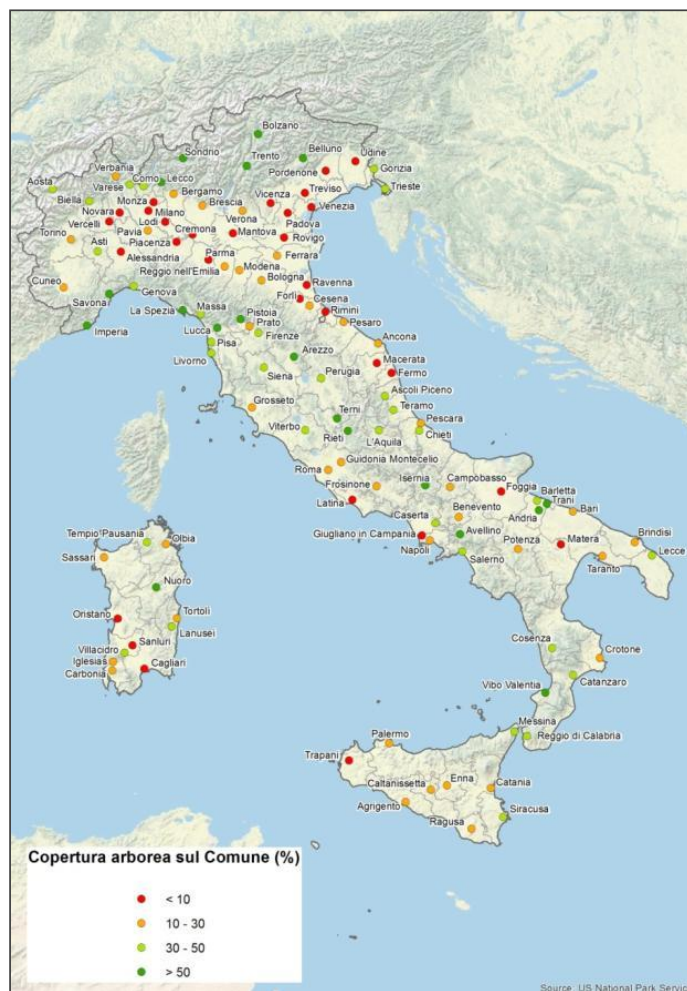 Bolzano
Sondrio
Belluno
Udine
Trento
Verbania
Pordenone
Gorizia
Aosta
Varese
Como
Lecco
Treviso
Trieste
Biella
Bergamo
Monza
Brescia
Vicenza
Venezia
Novara
Milano
Vercelli
Lodi
Verona
Padova
Torino
Pavia
Cremona
Mantova
Rovigo
Asti
Piacenza
Alessandria
Parma
Ferrara
Reggio nell'Emilia
Modena
Cuneo
Bologna
Ravenna
Genova
Savona
Forlì
Cesena
La Spezia
Massa
Pistoia
Rimini
Imperia
Lucca
Prato
Pesaro
Firenze
Pisa
Ancona
Arezzo
Livorno
Macerata
Siena
Perugia
Fermo
Ascoli Piceno
Grosseto
Terni
Teramo
Pescara
Viterbo
Rieti
L'Aquila
Chieti
Guidonia Montecelio
Roma
Frosinone
Isernia
Campobasso
Latina
Foggia
Barletta
Trani
Caserta
Benevento
Andria
Bari
Giugliano in Campania
Avellino
Potenza
Matera
Brindisi
Napoli
Salerno
Taranto
Lecce
Tempio Pausania
Olbia
Sassari
Nuoro
Oristano
Tortolì
Lanusei
Sanluri
Villacidro
Iglesias
Cagliari
Carbonia
Cosenza
Crotone
Catanzaro
Vibo Valentia
Messina
Palermo
Reggio di Calabria
Trapani
Caltanissetta
Enna
Catania
Agrigento
Siracusa
Ragusa
Copertura arborea sul Comune (%)
< 10
10 - 30
30 - 50
> 50
Source: US National Park Servic